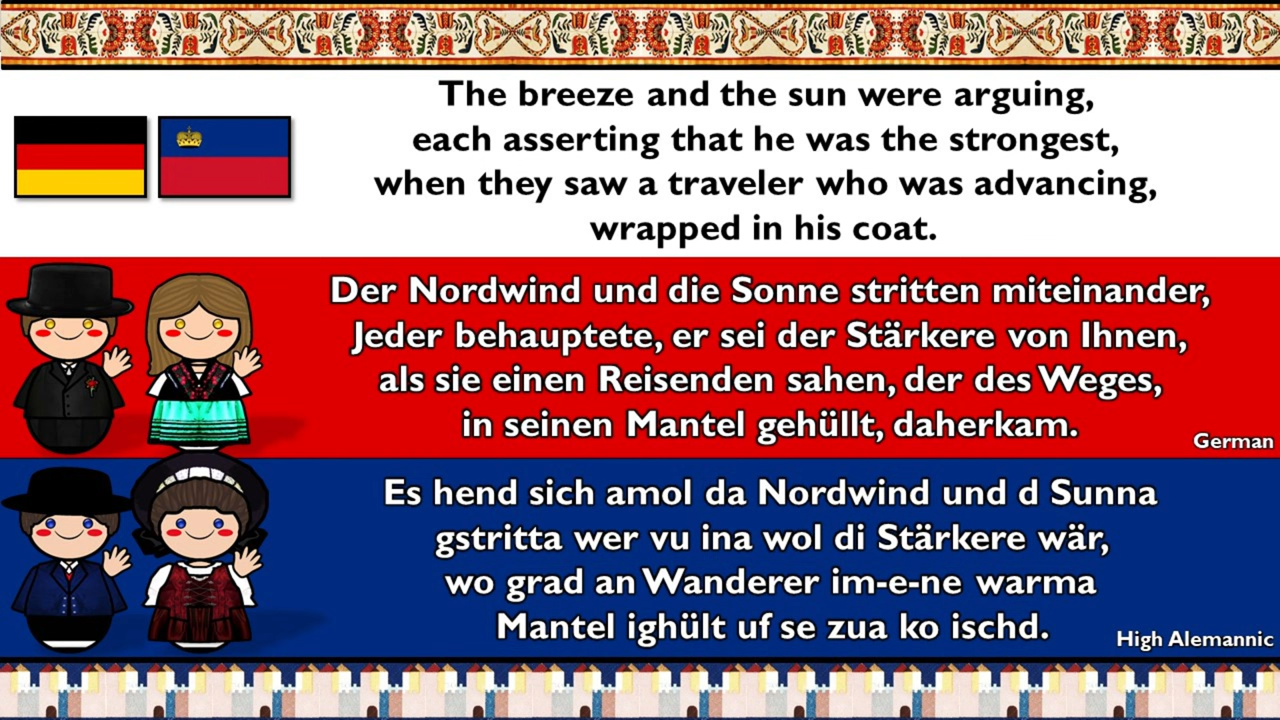 The breeze and the sun were arguing,
each asserting that he was the strongest,
when they saw a traveler who was advancing,
wrapped in his coat.
Der Nordwind und die Sonne stritten miteinander,
Jeder behauptete, er sei der Stärkere von Ihnen,
als sie einen Reisenden sahen, der des Weges,
in seinen Mantel gehüllt, daherkam.
German
Es hend sich amol da Nordwind und d Sunna
gstritta wer vu ina wol di Stärkere wär,
wo grad an Wanderer im-e-ne warma
Mantel ighült uf se zua ko ischd.
High Alemannic